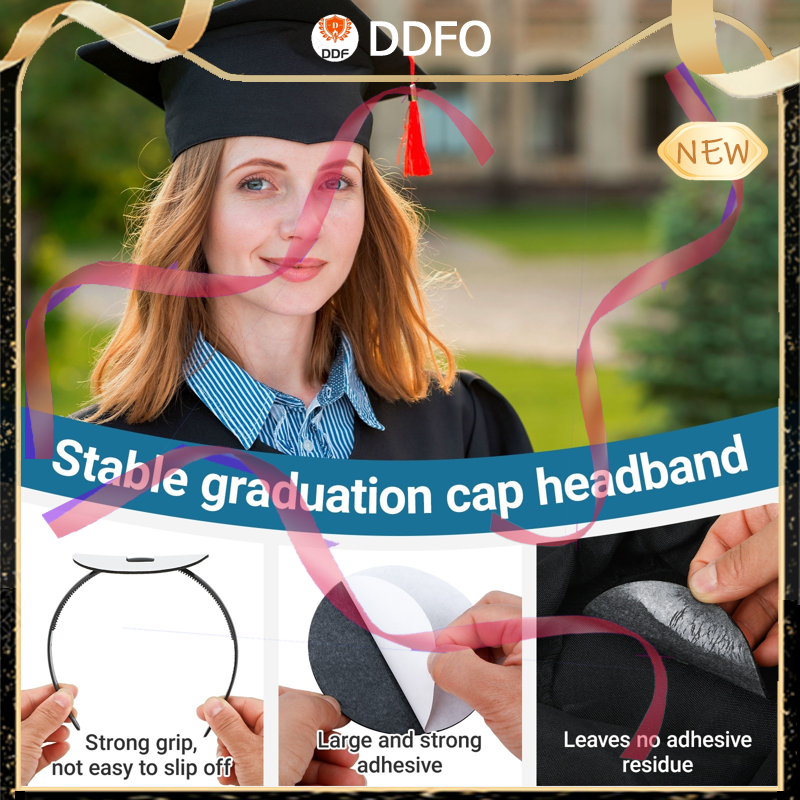 DDF
DDFO
NEW
Stable graduation cap headband
Strong grip,
not easy to slip off
Large and strong
adhesive
Leaves no adhesive
residue